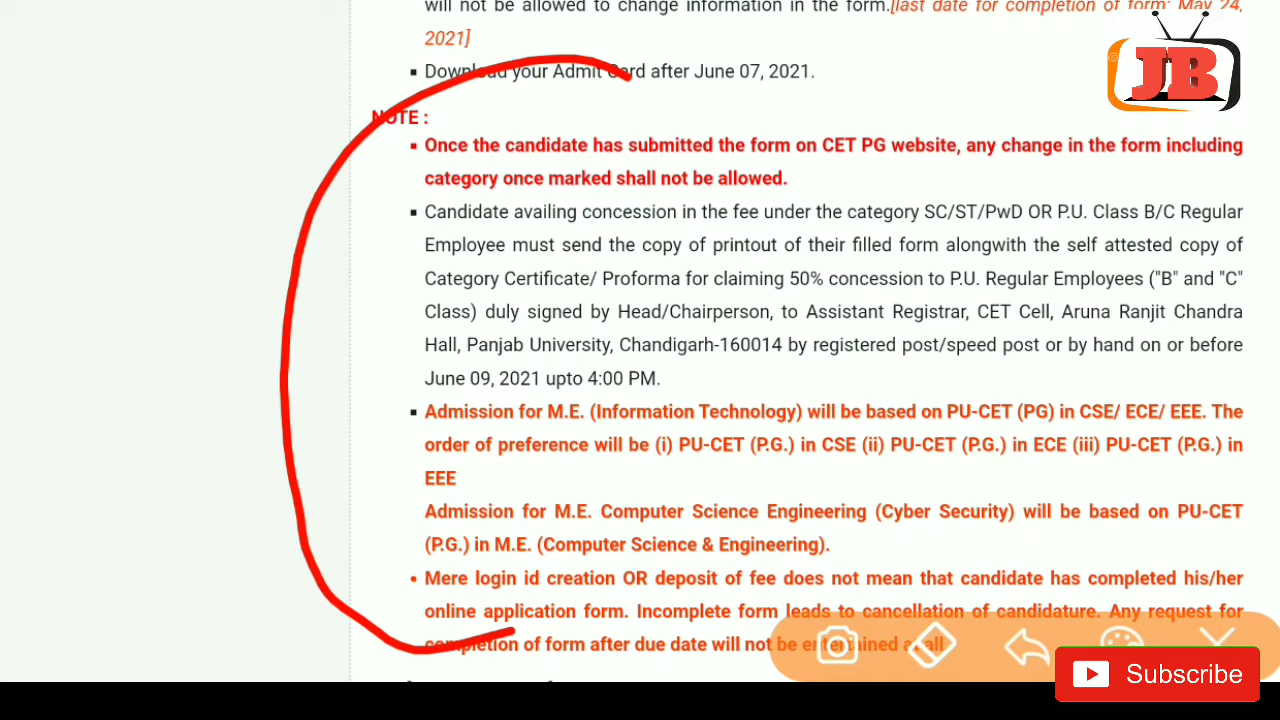 will not be allowed to change information in the form.[last date for completion of form: May 24,
2021]
Download your Admit Card after June 07, 2021.
NOTE :
Once the candidate has submitted the form on CET PG website, any change in the form including
category once marked shall not be allowed.
Candidate availing concession in the fee under the category SC/ST/PwD OR P.U. Class B/C Regular
Employee must send the copy of printout of their filled form alongwith the self attested copy of
Category Certificate/ Proforma for claiming 50% concession to P.U. Regular Employees ("B" and "C"
Class) duly signed by Head/Chairperson, to Assistant Registrar, CET Cell, Aruna Ranjit Chandra
Hall, Panjab University, Chandigarh-160014 by registered post/speed post or by hand on or before
June 09, 2021 upto 4:00 PM.
Admission for M.E. (Information Technology) will be based on PU-CET (PG) in CSE/ ECE/ EEE. The
order of preference will be (i) PU-CET (P.G.) in CSE (ii) PU-CET (P.G.) in ECE (iii) PU-CET (P.G.) in
EEE
Admission for M.E. Computer Science Engineering (Cyber Security) will be based on PU-CET
(P.G.) in M.E. (Computer Science & Engineering).
Mere login id creation OR deposit of fee does not mean that candidate has completed his/her
online application form. Incomplete form leads to cancellation of candidature. Any request for
completion of form after due date will not be entertained at all
JB
Subscribe